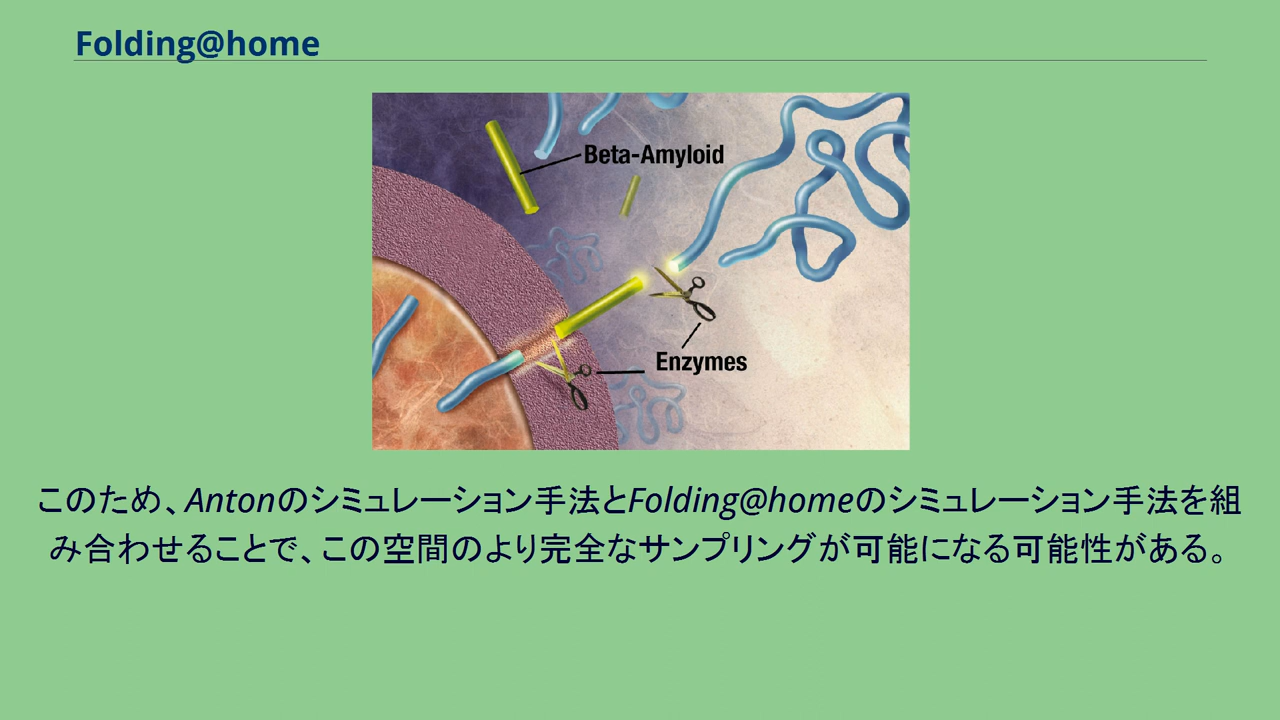 Folding@home
Beta-Amyloid
Enzymes
このため、Antonのシミュレーション手法とFolding@homeのシミュレーション手法を組
み合わせることで、この空間のより完全なサンプリングが可能になる可能性がある。